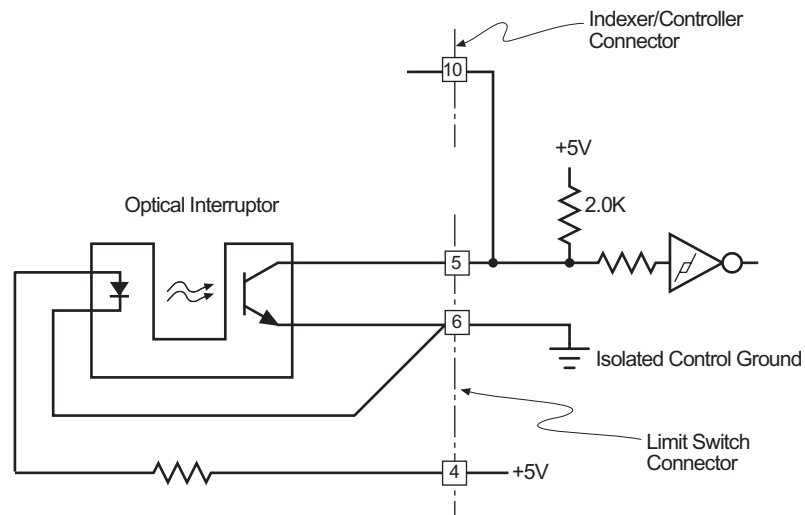 Indexer/Controller
Connector
10
+5V
Optical Interruptor
2.0K
5
6
Isolated Control Ground
Limit Switch
Connector
4
+5V